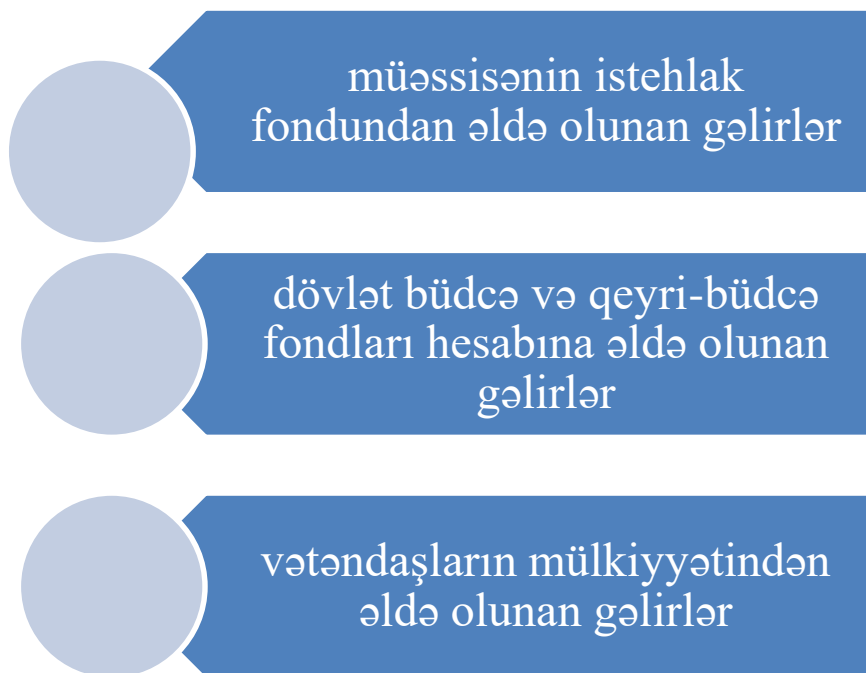 müəssisənin istehlak
fondundan əldə olunan gəlirlər
dövlət büdcə və qeyri-büdcə
fondları hesabına əldə olunan
gəlirlər
vətəndaşların mülkiyyətindən
əldə olunan gəlirlər